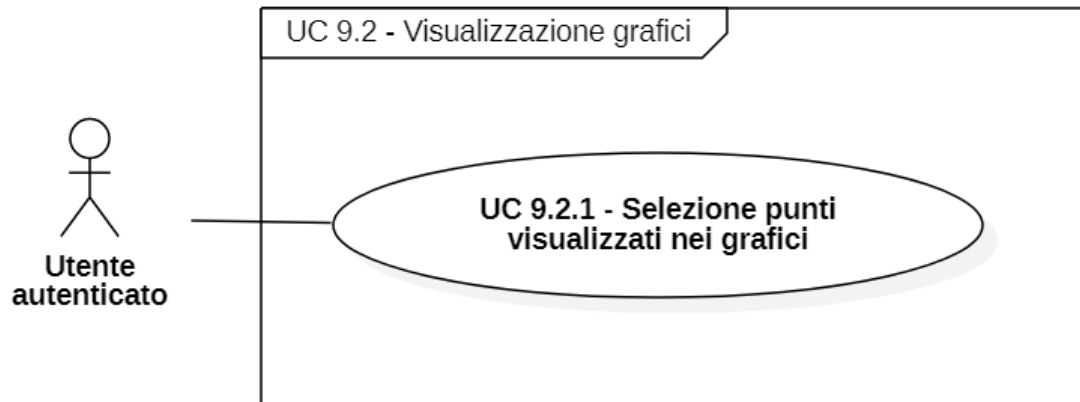 UC 9.2 - Visualizzazione grafici
UC 9.2.1 - Selezione punti
visualizzati nei grafici
Utente
autenticato